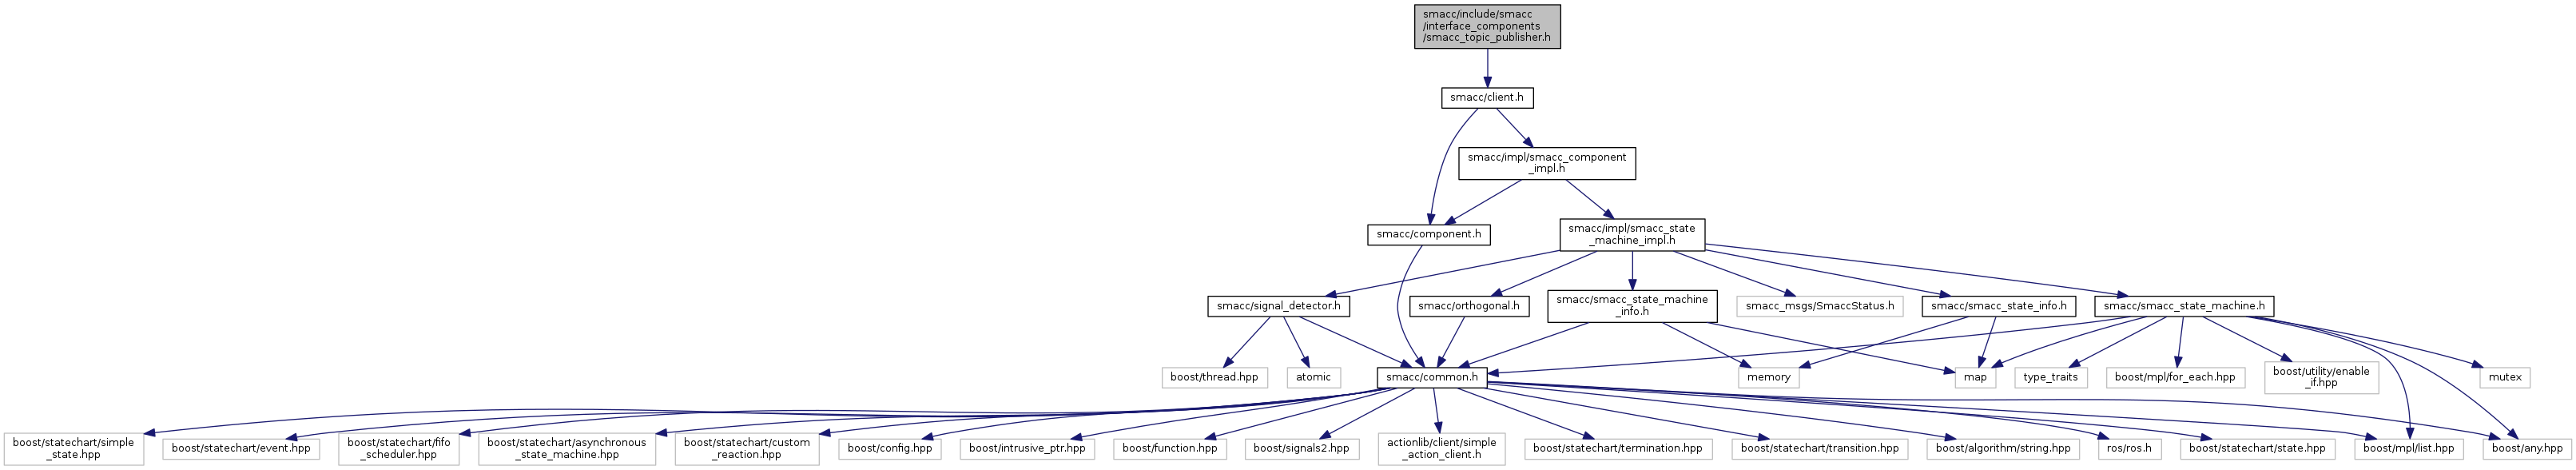 smacc/include/smacc
/interface_components
/smacc_topic_publisher.h
smacc/client.h
smacc/impl/smacc_component
_impl.h
smacc/component.h
smacc/impl/smacc_state
_machine_impl.h
smacc/signal_detector.h
smacc/orthogonal.h
smacc/smacc_state_machine
_info.h
smacc_msgs/SmaccStatus.h
smacc/smacc_state_info.h
smacc/smacc_state_machine.h
boost/thread.hpp
atomic
smacc/common.h
memory
map
type_traits
boost/mpl/for_each.hpp
boost/utility/enable
_if.hpp
mutex
boost/statechart/simple
_state.hpp
boost/statechart/event.hpp
boost/statechart/fifo
_scheduler.hpp
boost/statechart/asynchronous
_state_machine.hpp
boost/statechart/custom
_reaction.hpp
boost/config.hpp
boost/intrusive_ptr.hpp
boost/function.hpp
boost/signals2.hpp
actionlib/client/simple
_action_client.h
boost/statechart/termination.hpp
boost/statechart/transition.hpp
boost/algorithm/string.hpp
ros/ros.h
boost/statechart/state.hpp
boost/mpl/list.hpp
boost/any.hpp